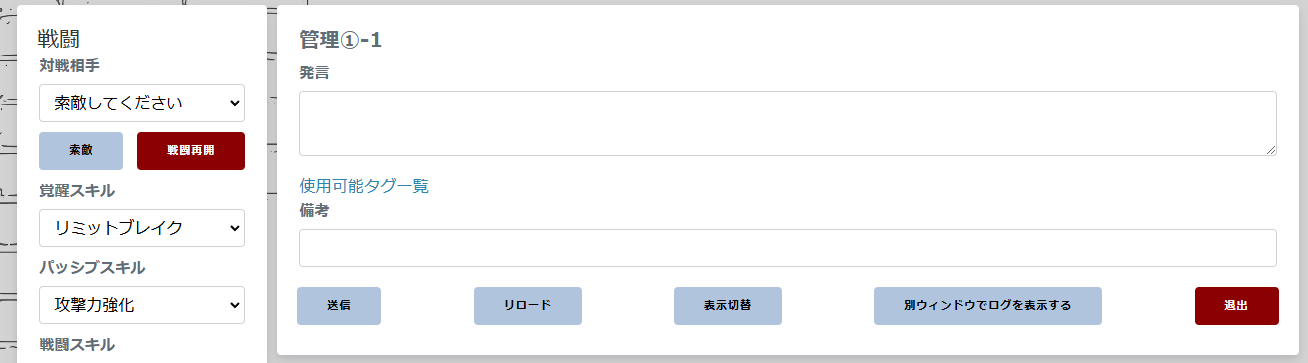 戦闘
対戦相手
索敵してください
索敵
戦闘再開
覚醒スキル
リミットブレイク
パッシブスキル
攻撃力強化
戦闘スキル
管理①-1
発言
使用可能タグ一覧
備考
送信
リロード
表示切替
別ウィンドウでログを表示する
退出